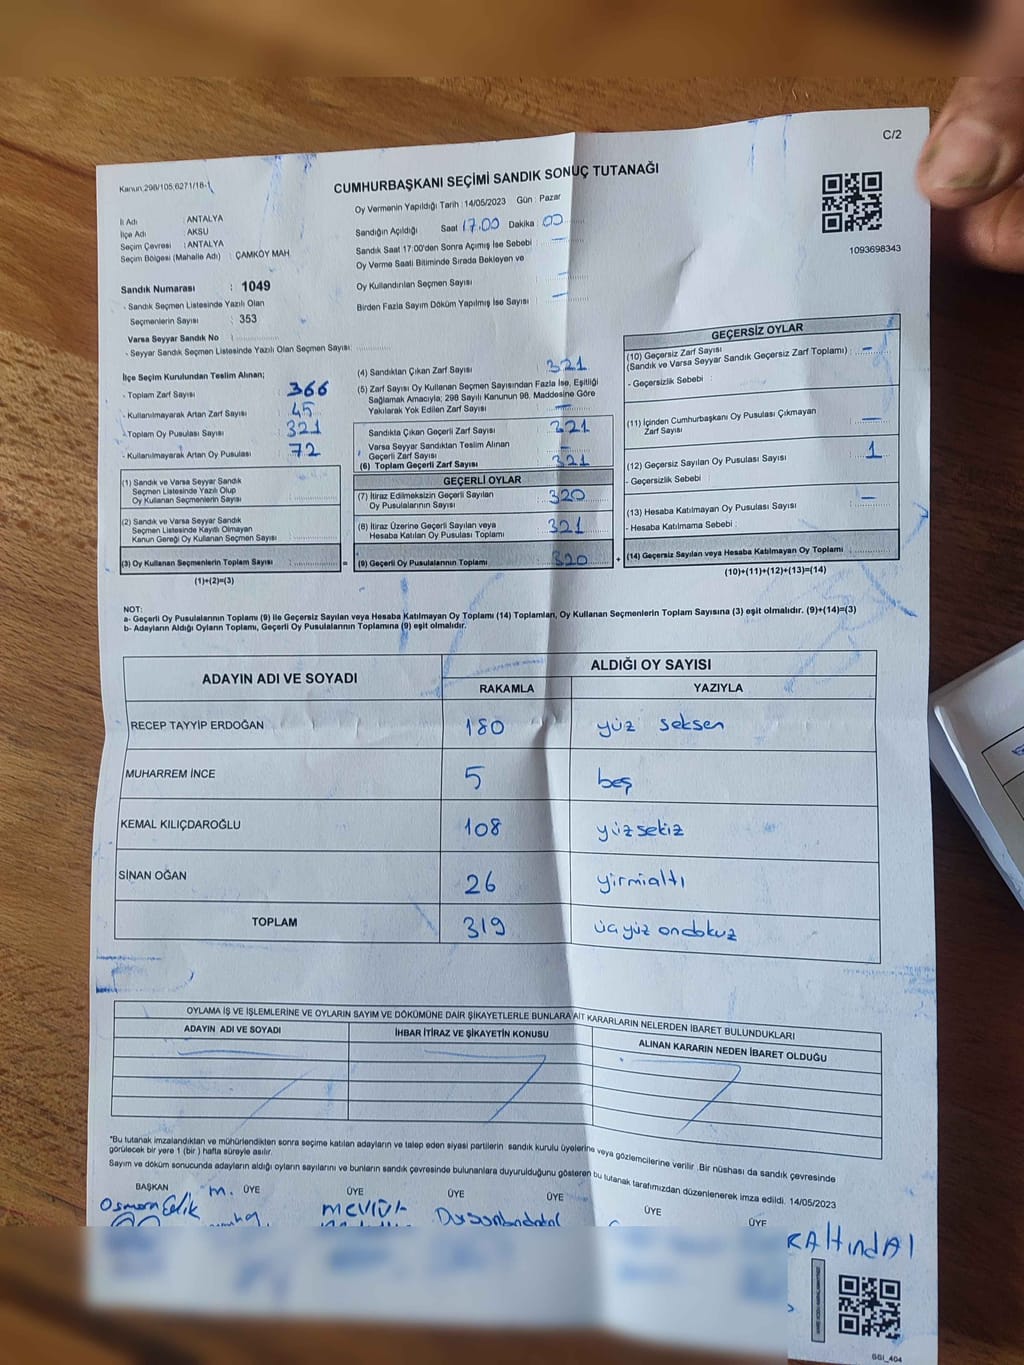 C/2
Kanun.298/105,6271/18-1
CUMHURBAŞKANI SEÇİMİ SANDIK SONUÇ TUTANAĞI
1093698343
İl Adı : ANTALYA
İlçe Adı : AKSU
Seçim Çevresi : ANTALYA
Seçim Bölgesi (Mahalle Adı) : ÇAMKÖY MAH.
Sandık Numarası : 1049
- Sandık Seçmen Listesinde Yazılı Olan
Seçmenlerin Sayısı : 353
Varsa Seyyar Sandık No :
- Seyyar Sandık Seçmen Listesinde Yazılı Olan Seçmen Sayısı:
Oy Vermenin Yapıldığı Tarih :14/05/2023 Gün : Pazar
Sandığın Açıldığı Saat 17.00 Dakika : 00
Sandık Saat 17:00'den Sonra Açımış İse Sebebi : —
Oy Verme Saati Bitiminde Sırada Bekleyen ve
Oy Kullandırılan Seçmen Sayısı : —
Birden Fazla Sayım Döküm Yapılmış İse Sayısı : —
İlçe Seçim Kurulundan Teslim Alınan;
- Toplam Zarf Sayısı : 366
- Kullanılmayarak Artan Zarf Sayısı : 45
-Toplam Oy Pusulası Sayısı : 321
- Kullanılmayarak Artan Oy Pusulası : 72
(1) Sandık ve Varsa Seyyar Sandık
Seçmen Listesinde Yazılı Olup
Oy Kullanan Seçmenlerin Sayısı
(2) Sandık ve Varsa Seyyar Sandık
Seçmen Listesinde Kayıtlı Olmayan
Kanun Gereği Oy Kullanan Seçmen Sayısı
(3) Oy Kullanan Seçmenlerin Toplam Sayısı :
=
(1)+(2)=(3)
(4) Sandıktan Çıkan Zarf Sayısı : 321
(5) Zarf Sayısı Oy Kullanan Seçmen Sayısından Fazla İse, Eşitliği
Sağlamak Amacıyla; 298 Sayılı Kanunun 98. Maddesine Göre
Yakılarak Yok Edilen Zarf Sayısı : —
Sandıkta Çıkan Geçerli Zarf Sayısı : 321
Varsa Seyyar Sandıktan Teslim Alınan
Geçerli Zarf Sayısı : —
(6) Toplam Geçerli Zarf Sayısı : 321
GEÇERLİ OYLAR
(7) İtiraz Edilmeksizin Geçerli Sayılan
Oy Pusulalarının Sayısı : 320
(8) İtiraz Üzerine Geçerli Sayılan veya
Hesaba Katılan Oy Pusulası Toplamı : 321
(9) Geçerli Oy Pusulalarının Toplamı : 320
+
GEÇERSİZ OYLAR
(10) Geçersiz Zarf Sayısı
(Sandık ve Varsa Seyyar Sandık Geçersiz Zarf Toplamı) : —
- Geçersizlik Sebebi :
(11) İçinden Cumhurbaşkanı Oy Pusulası Çıkmayan
Zarf Sayısı : —
(12) Geçersiz Sayılan Oy Pusulası Sayısı : 1
- Geçersizlik Sebebi :
(13) Hesaba Katılmayan Oy Pusulası Sayısı : —
- Hesaba Katılmama Sebebi :
(14) Geçersiz Sayılan veya Hesaba Katılmayan Oy Toplamı :
(10)+(11)+(12)+(13)=(14)
NOT:
a- Geçerli Oy Pusulalarının Toplamı (9) ile Geçersiz Sayılan veya Hesaba Katılmayan Oy Toplamı (14) Toplamları, Oy Kullanan Seçmenlerin Toplam Sayısına (3) eşit olmalıdır. (9)+(14)=(3)
b- Adayların Aldığı Oyların Toplamı, Geçerli Oy Pusulalarının Toplamına (9) eşit olmalıdır.
ADAYIN ADI VE SOYADI ALDIĞI OY SAYISI
RAKAMLA YAZIYLA
RECEP TAYYİP ERDOĞAN 180 yüz seksen
MUHARREM İNCE 5 beş
KEMAL KILIÇDAROĞLU 108 yüzsekiz
SİNAN OĞAN 26 yirmialtı
TOPLAM 319 üçyüz ondokuz
OYLAMA İŞ VE İŞLEMLERİNE VE OYLARIN SAYIM VE DÖKÜMÜNE DAİR ŞİKAYETLERLE BUNLARA AİT KARARLARIN NELERDEN İBARET BULUNDUKLARI
ADAYIN ADI VE SOYADI İHBAR İTİRAZ VE ŞİKAYETİN KONUSU ALINAN KARARIN NEDEN İBARET OLDUĞU
*Bu tutanak imzalandıktan ve mühürlendikten sonra seçime katılan adayların ve talep eden siyasi partilerin sandık kurulu üyelerine veya gözlemcilerine verilir .Bir nüshası da sandık çevresinde
görülecek bir yere 1 (bir ) hafta süreyle asılır.
Sayım ve döküm sonucunda adayların aldığı oyların sayılarını ve bunların sandık çevresinde bulunanlara duyurulduğunu gösteren bu tutanak tarafımızdan düzenlenerek imza edildi. 14/05/2023
BAŞKAN ÜYE ÜYE ÜYE ÜYE ÜYE ÜYE
Osman Çelik m. Mevlüt
SSI_404